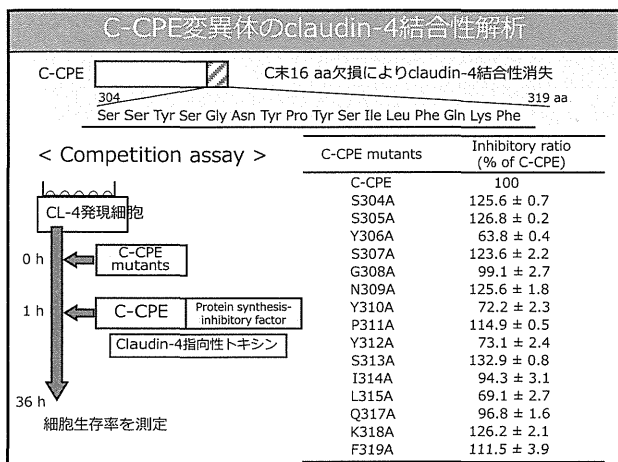 C-CPE変異体のclaudin-4結合性解析
C-CPE
C末16 aa欠損によりclaudin-4結合性消失
304
319 aa
Ser Ser Tyr Ser Gly Asn Tyr Pro Tyr Ser Ile Leu Phe Gln Lys Phe
< Competition assay >
CL-4発現細胞
0 h
C-CPE
mutants
1 h
C-CPE
Protein synthesis-
inhibitory factor
Claudin-4指向性トキシン
36 h
細胞生存率を測定
C-CPE mutants
Inhibitory ratio
(% of C-CPE)
C-CPE 100
S304A 125.6 ± 0.7
S305A 126.8 ± 0.2
Y306A 63.8 ± 0.4
S307A 123.6 ± 2.2
G308A 99.1 ± 2.7
N309A 125.6 ± 1.8
Y310A 72.2 ± 2.3
P311A 114.9 ± 0.5
Y312A 73.1 ± 2.4
S313A 132.9 ± 0.8
I314A 94.3 ± 3.1
L315A 69.1 ± 2.7
Q317A 96.8 ± 1.6
K318A 126.2 ± 2.1
F319A 111.5 ± 3.9